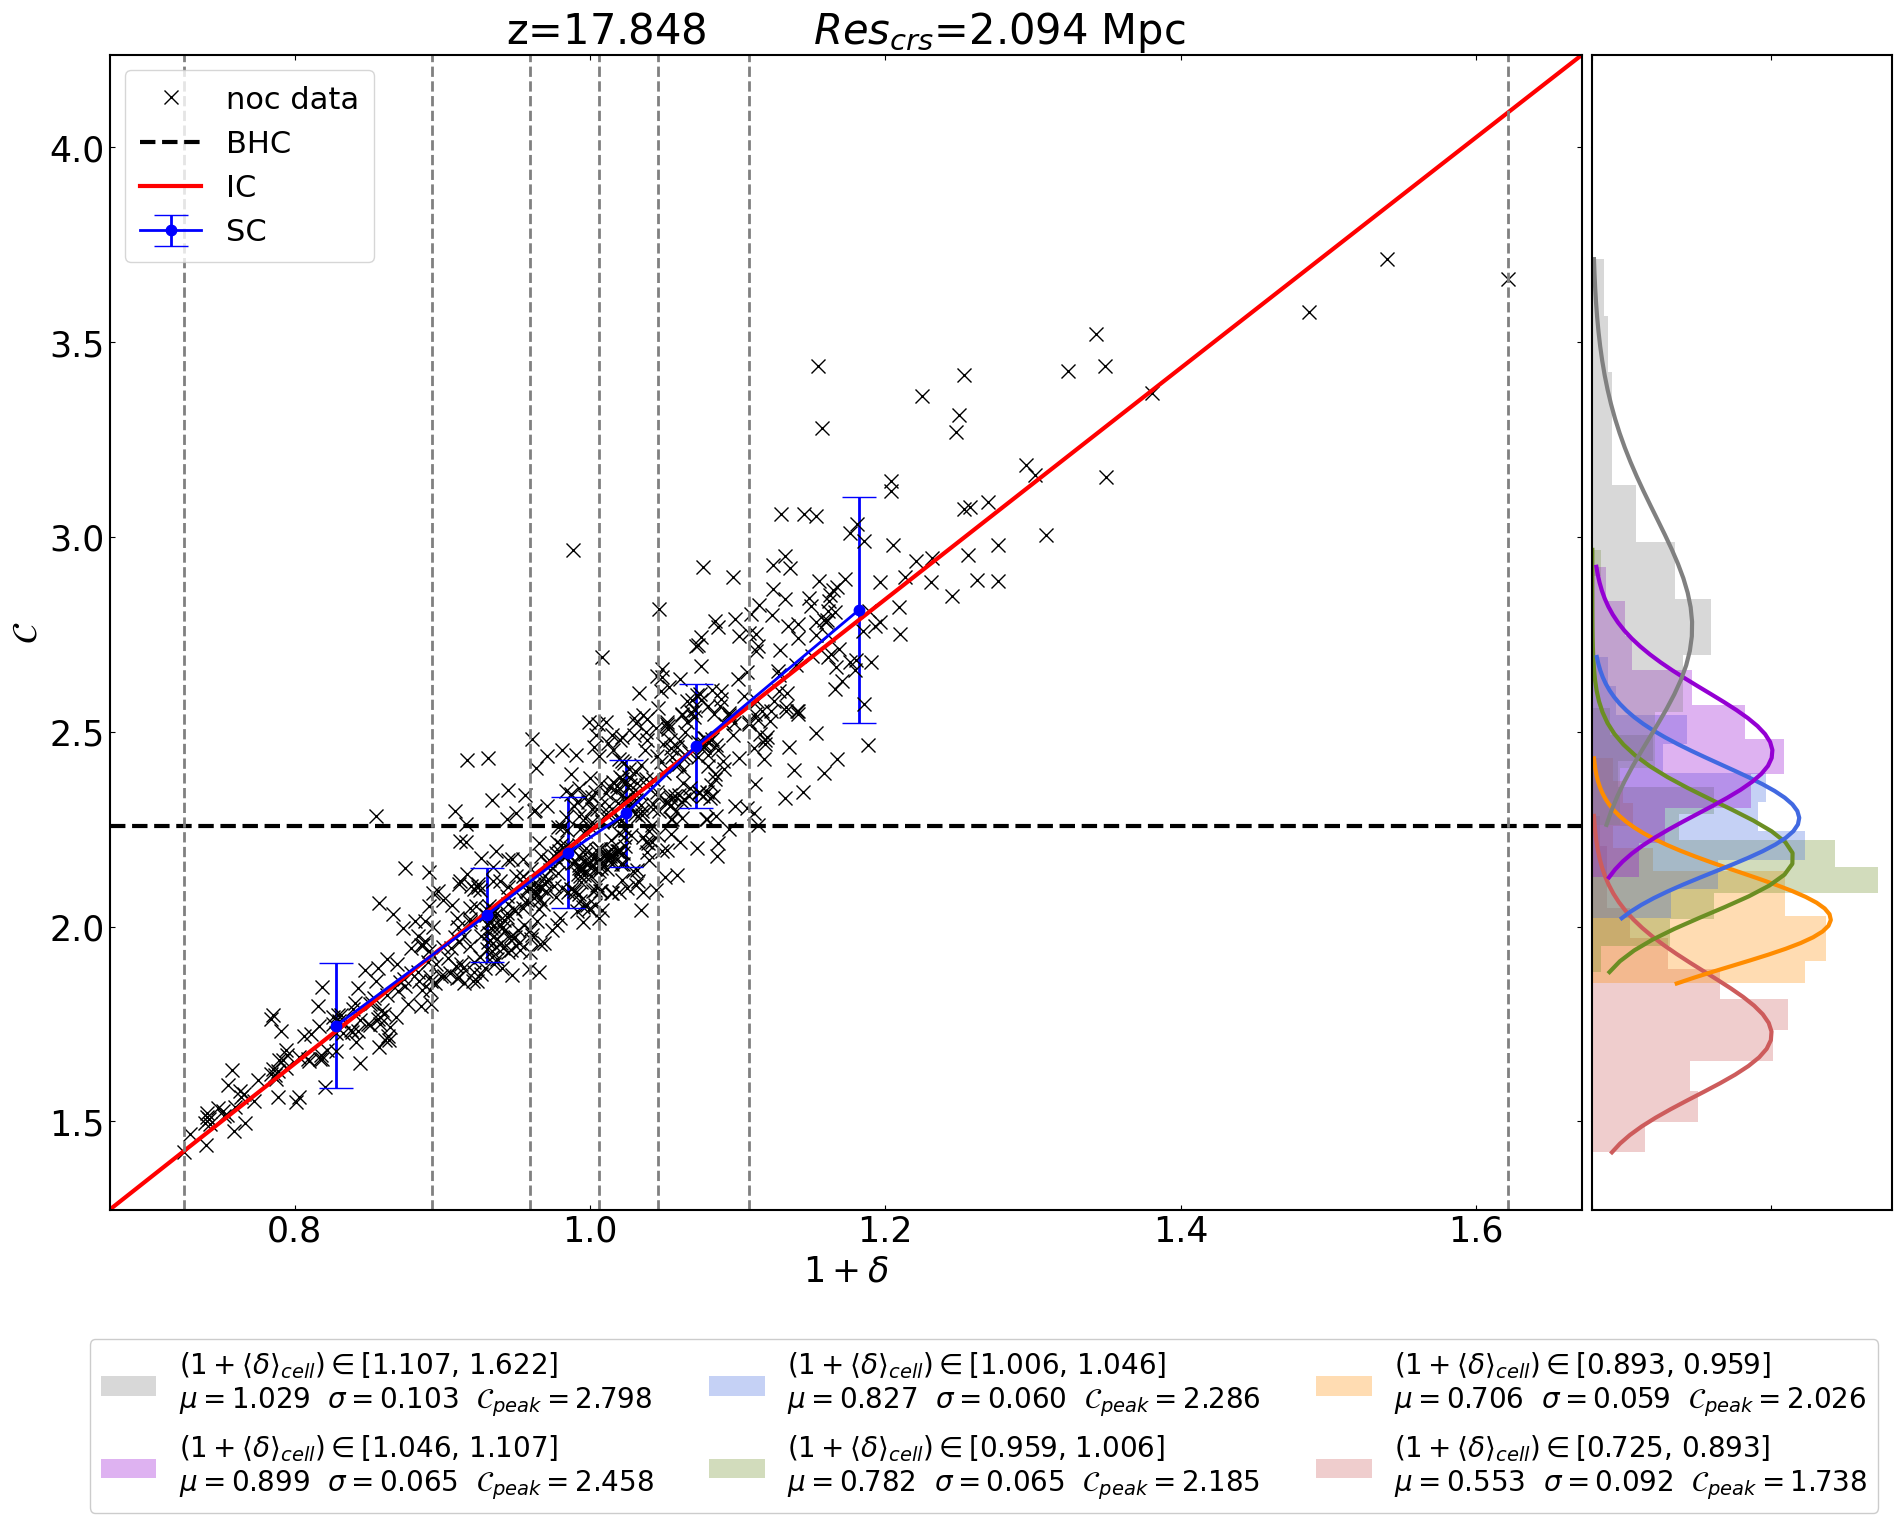 z=17.848 Res_crs=2.094 Mpc
noc data
BHC
IC
SC
4.0
3.5
3.0
2.5
2.0
1.5
𝒞
0.8 1.0 1.2 1.4 1.6
1 + δ
(1 + ⟨δ⟩_cell) ∈ [1.107, 1.622]
μ = 1.029 σ = 0.103 𝒞_peak = 2.798
(1 + ⟨δ⟩_cell) ∈ [1.046, 1.107]
μ = 0.899 σ = 0.065 𝒞_peak = 2.458
(1 + ⟨δ⟩_cell) ∈ [1.006, 1.046]
μ = 0.827 σ = 0.060 𝒞_peak = 2.286
(1 + ⟨δ⟩_cell) ∈ [0.959, 1.006]
μ = 0.782 σ = 0.065 𝒞_peak = 2.185
(1 + ⟨δ⟩_cell) ∈ [0.893, 0.959]
μ = 0.706 σ = 0.059 𝒞_peak = 2.026
(1 + ⟨δ⟩_cell) ∈ [0.725, 0.893]
μ = 0.553 σ = 0.092 𝒞_peak = 1.738